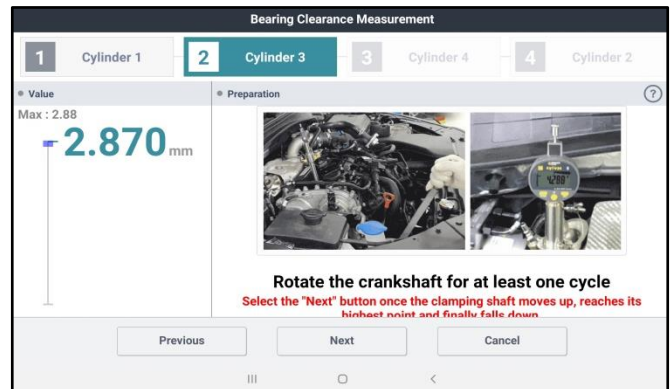 Bearing Clearance Measurement
1 Cylinder 1 2 Cylinder 3 3 Cylinder 4 4 Cylinder 2
Value
Preparation
?
Max : 2.88
2.870 mm
Rotate the crankshaft for at least one cycle
Select the "Next" button once the clamping shaft moves up, reaches its
highest point and finally falls down
Previous Next Cancel